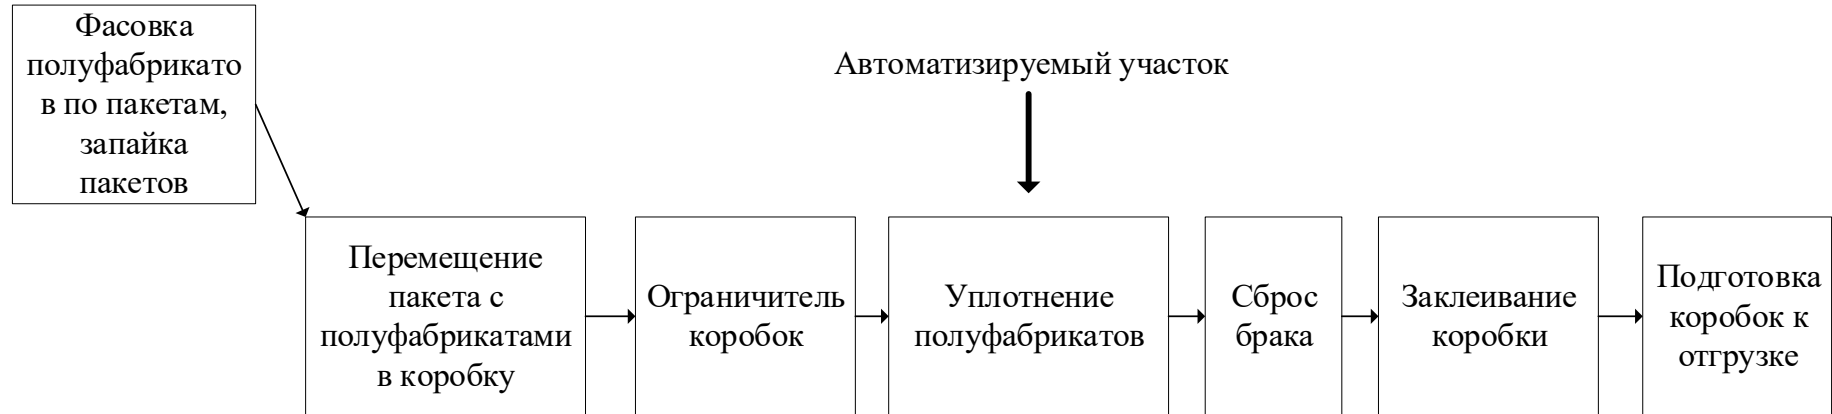 Фасовка
полуфабрикато
в по пакетам,
запайка
пакетов
Автоматизируемый участок
Перемещение
пакета с
полуфабрикатами
в коробку
Ограничитель
коробок
Уплотнение
полуфабрикатов
Сброс
брака
Заклеивание
коробки
Подготовка
коробок к
отгрузке